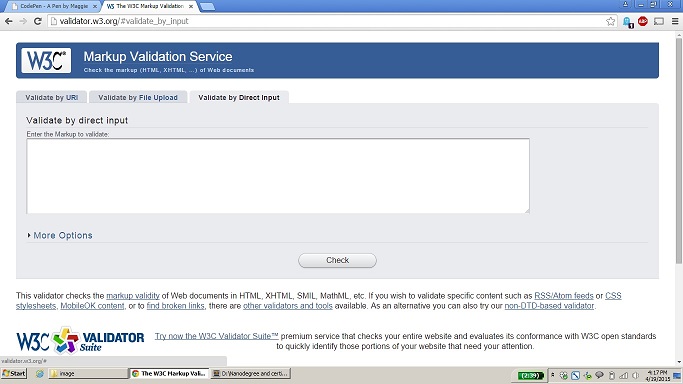 CodePen - A Pen by Maggie
The W3C Markup Validation
validator.w3.org/#validate_by_input
W3C
Markup Validation Service
Check the markup (HTML, XHTML, ...) of Web documents
Validate by URI
Validate by File Upload
Validate by Direct Input
Validate by direct input
Enter the Markup to validate:
More Options
Check
This validator checks the markup validity of Web documents in HTML, XHTML, SMIL, MathML, etc. If you wish to validate specific content such as RSS/Atom feeds or CSS
stylesheets, MobileOK content, or to find broken links, there are other validators and tools available. As an alternative you can also try our non-DTD-based validator.
W3C VALIDATOR
Suite
Try now the W3C Validator Suite™ premium service that checks your entire website and evaluates its conformance with W3C open standards
to quickly identify those portions of your website that need your attention.
validator.w3.org/#
Start
image
The W3C Markup Vali...
D:\Nanodegree and certi...
(2:39)
4:17 PM
4/19/2015